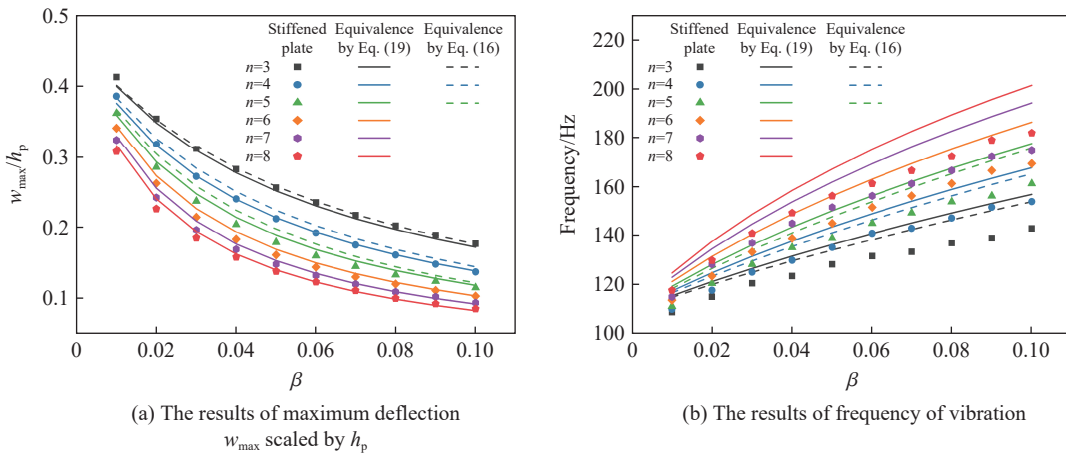 0.5
0.4
0.3
0.2
0.1
0
0.02
0.04
0.06
0.08
0.10
w_max/h_p
β
Stiffened plate
Equivalence by Eq. (19)
Equivalence by Eq. (16)
n=3
n=4
n=5
n=6
n=7
n=8
(a) The results of maximum deflection
w_max scaled by h_p
220
200
180
160
140
120
100
0
0.02
0.04
0.06
0.08
0.10
Frequency/Hz
β
Stiffened plate
Equivalence by Eq. (19)
Equivalence by Eq. (16)
n=3
n=4
n=5
n=6
n=7
n=8
(b) The results of frequency of vibration